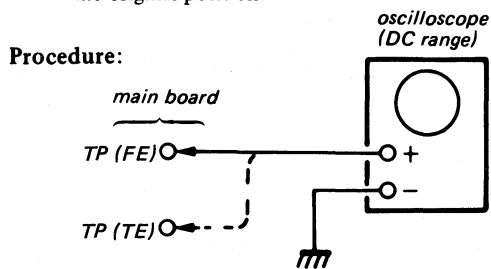 oscilloscope
(DC range)
Procedure:
main board
TP (FE)
+
TP (TE)
−